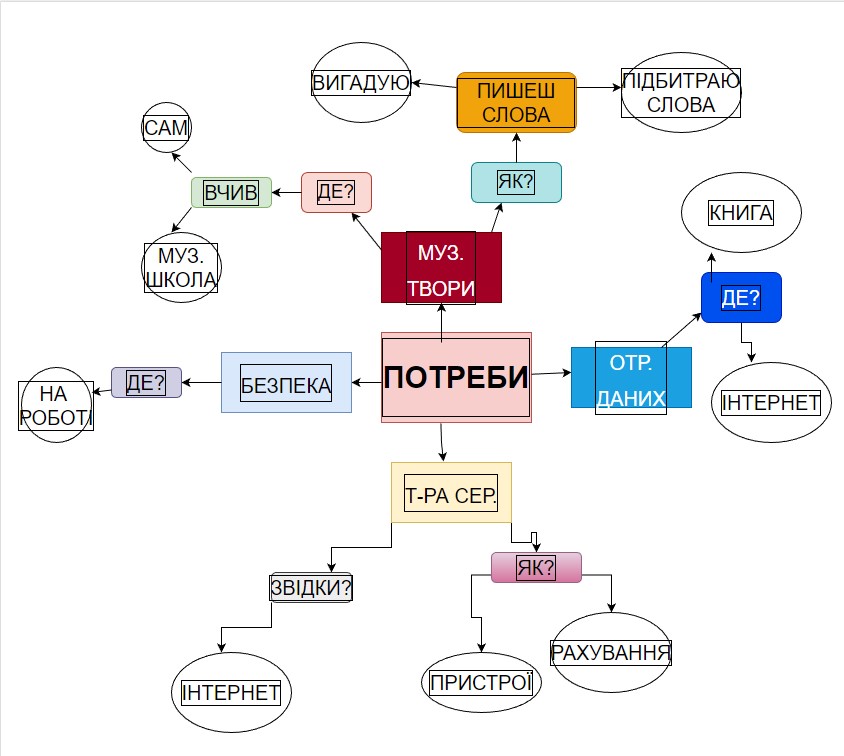 ВИГАДУЮ
ПИШЕШ
СЛОВА
ПІДБИТРАЮ
СЛОВА
САМ
ВЧИВ
ДЕ?
ЯК?
КНИГА
МУЗ.
ШКОЛА
МУЗ.
ТВОРИ
ДЕ?
НА
РОБОТІ
ДЕ?
БЕЗПЕКА
ПОТРЕБИ
ОТР.
ДАНИХ
ІНТЕРНЕТ
Т-РА СЕР.
ЗВІДКИ?
ЯК?
ІНТЕРНЕТ
ПРИСТРОЇ
РАХУВАННЯ